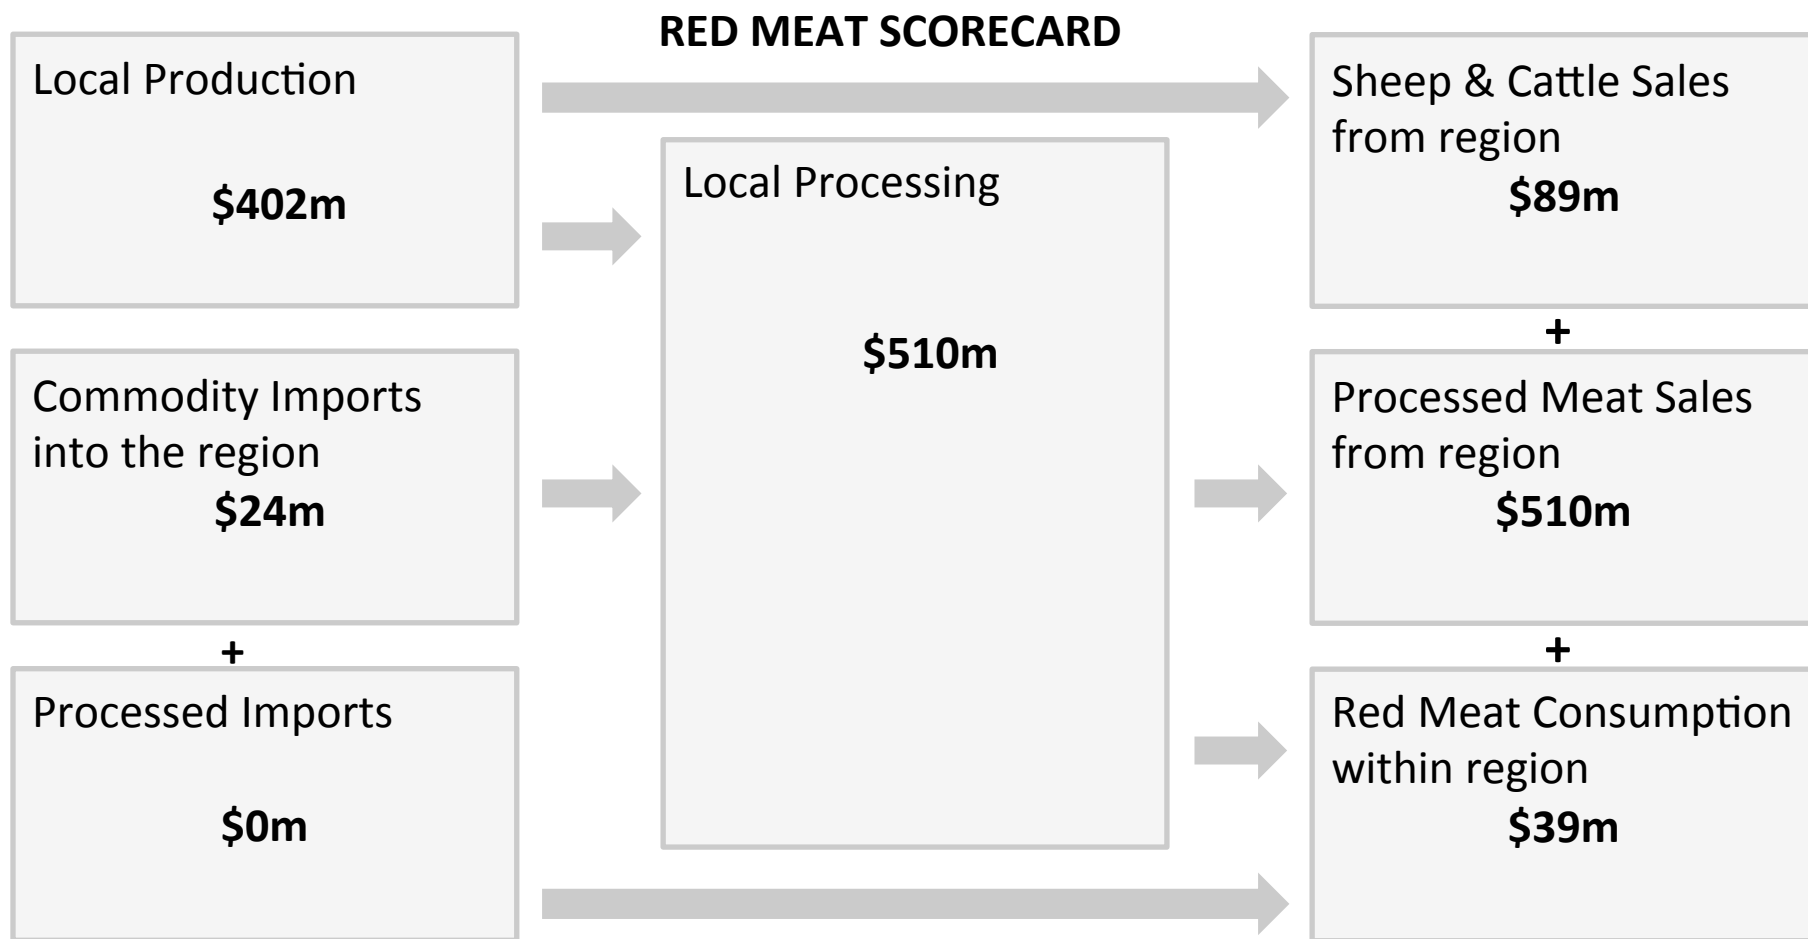 RED MEAT SCORECARD
Local Production
$402m
Commodity Imports
into the region
$24m
+
Processed Imports
$0m
Local Processing
$510m
Sheep & Cattle Sales
from region
$89m
+
Processed Meat Sales
from region
$510m
+
Red Meat Consumption
within region
$39m